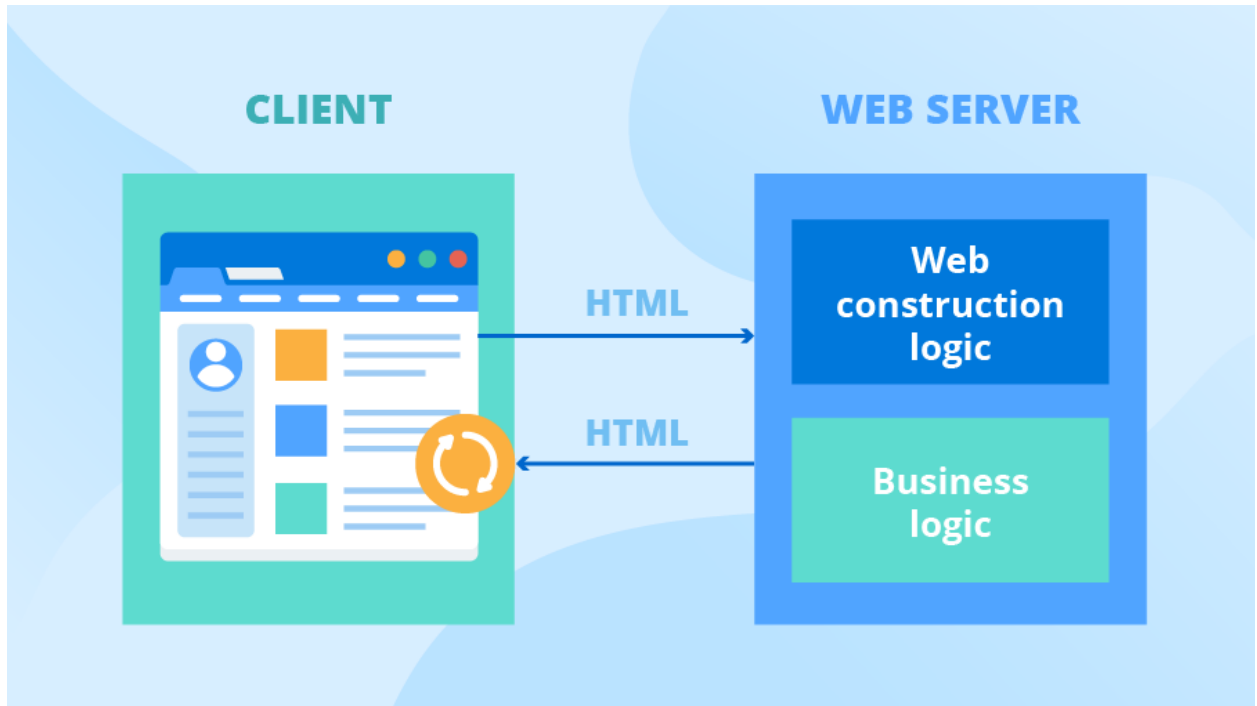 CLIENT
WEB SERVER
HTML
HTML
Web
construction
logic
Business
logic